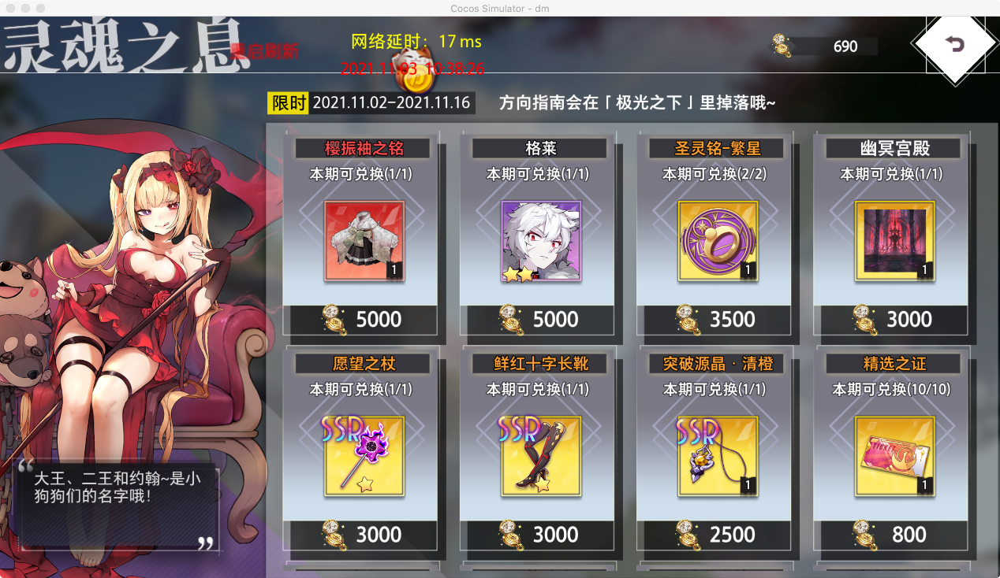 Cocos Simulator - dm
灵魂之息
重启刷新
网络延时：17 ms
2021.11.03 10:38:26
690
限时 2021.11.02-2021.11.16 方向指南会在「极光之下」里掉落哦~
樱振袖之铭
本期可兑换(1/1)
1
5000
格莱
本期可兑换(1/1)
5000
圣灵铭-繁星
本期可兑换(2/2)
1
3500
幽冥宫殿
本期可兑换(1/1)
1
3000
愿望之杖
本期可兑换(1/1)
SSR
3000
鲜红十字长靴
本期可兑换(1/1)
SSR
3000
突破源晶·清橙
本期可兑换(1/1)
SSR
1
2500
精选之证
本期可兑换(10/10)
TICKET
1
800
“
大王、二王和约翰~是小
狗狗们的名字哦!
”